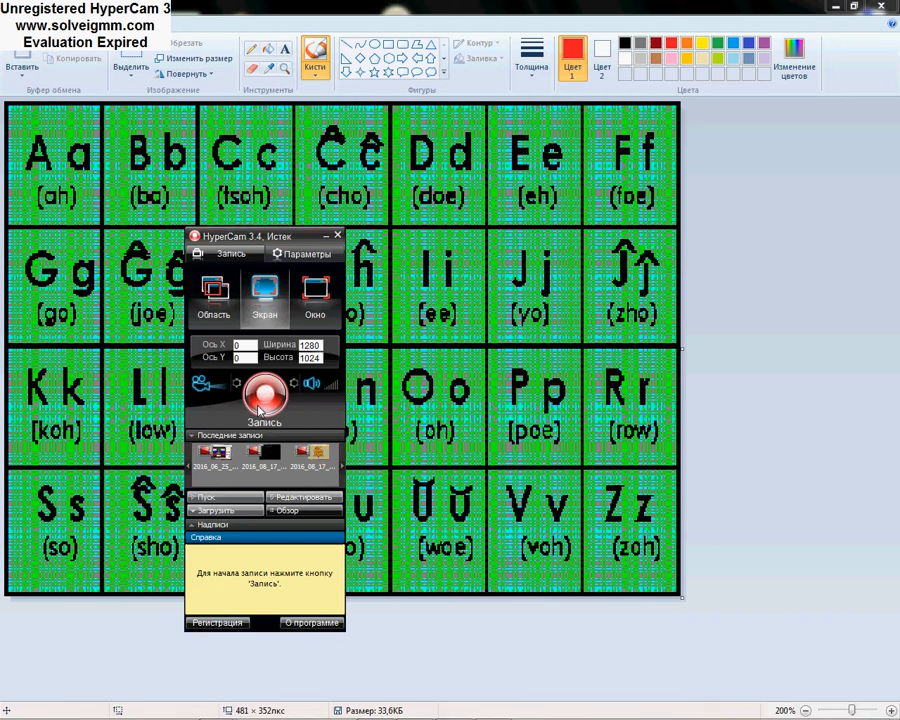 Unregistered HyperCam 3
www.solveigmm.com
Evaluation Expired
Вставить
Копировать
Буфер обмена
Выделить
Обрезать
Изменить размер
Повернуть
Изображение
Инструменты
Кисти
Контур
Заливка
Фигуры
Толщина
Цвет 1
Цвет 2
Изменение цветов
Цвета
A a B b C c Ĉ ĉ D d E e F f
(ah) (bo) (tsoh) (cho) (doe) (eh) (foe)
G g Ĝ ĥ I i J j Ĵ ĵ
(go) (joe) (ee) (yo) (zho)
K k L l n O o P p R r
(koh) (low) (oh) (poe) (row)
S s Ŝ ŝ u Ŭ ŭ V v Z z
(so) (sho) (woe) (voh) (zoh)
HyperCam 3.4, Истек
Запись Параметры
Область Экран Окно
Ось X 0 Ширина 1280
Ось Y 0 Высота 1024
Запись
Последние записи
2016_06_25_... 2016_08_17_... 2016_08_17_...
Пуск Редактировать
Загрузить Обзор
Надписи
Справка
Для начала записи нажмите кнопку
'Запись'.
Регистрация О программе
481 × 352пкс
Размер: 33,6КБ
200%